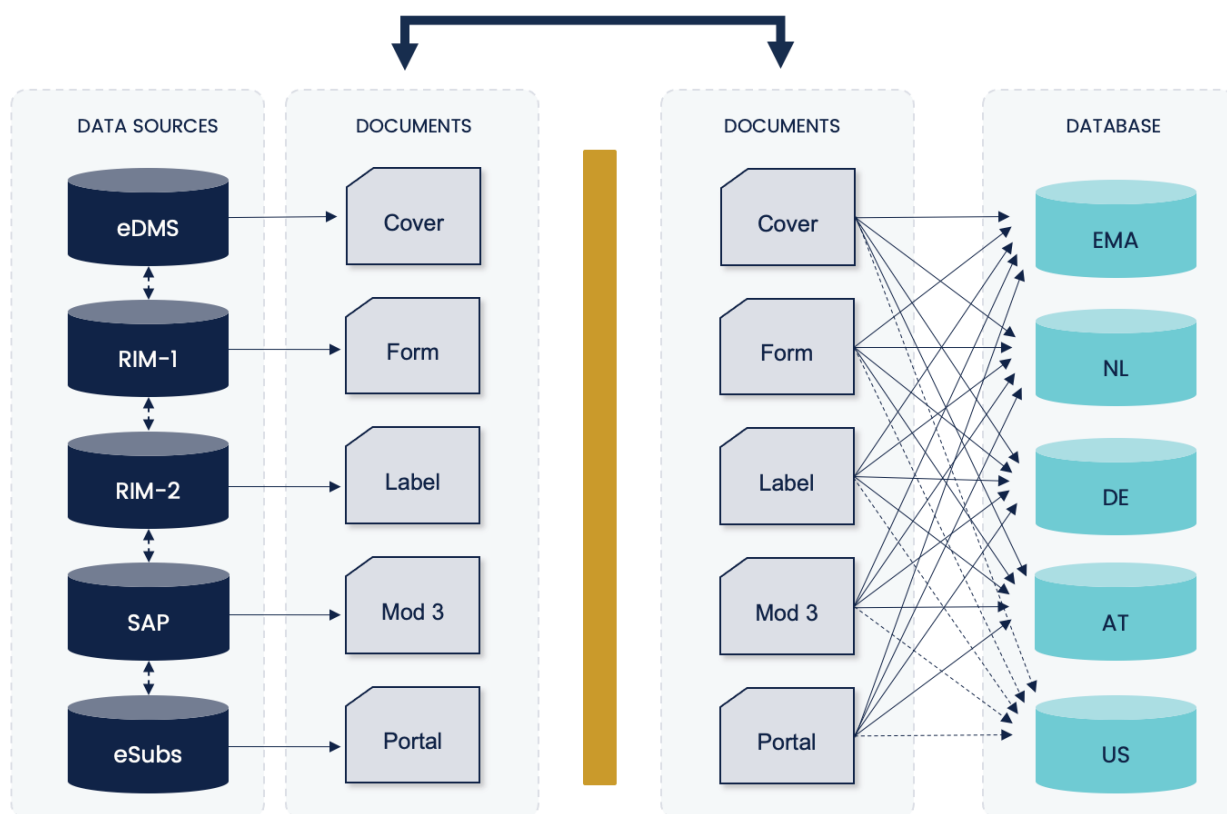 DATA SOURCES
DOCUMENTS
DOCUMENTS
DATABASE
eDMS
Cover
Cover
EMA
RIM-1
Form
Form
NL
RIM-2
Label
Label
DE
SAP
Mod 3
Mod 3
AT
eSubs
Portal
Portal
US